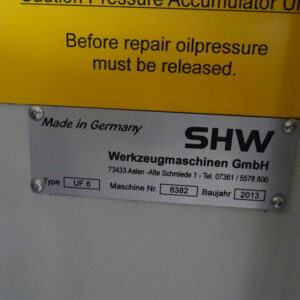 Caution Pressure Accumulator
Before repair oilpressure
must be released.
Made in Germany
SHW
Werkzeugmaschinen GmbH
73433 Aalen -Alte Schmiede 1 - Tel. 07361 / 5578 800
Type UF 6 Maschine Nr. 6382 Baujahr 2013